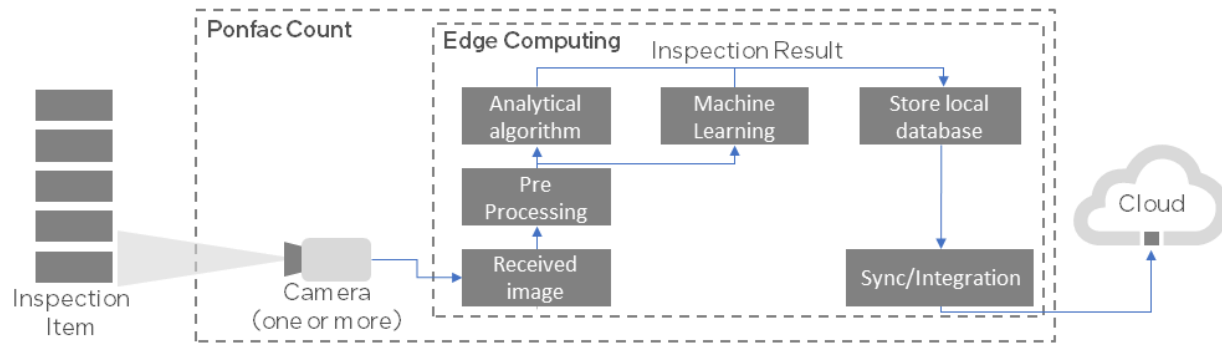 Ponfac Count
Edge Computing
Inspection Result
Analytical
algorithm
Machine
Learning
Store local
database
Pre
Processing
Cloud
Received
image
Sync/Integration
Inspection
Item
Camera
(one or more)